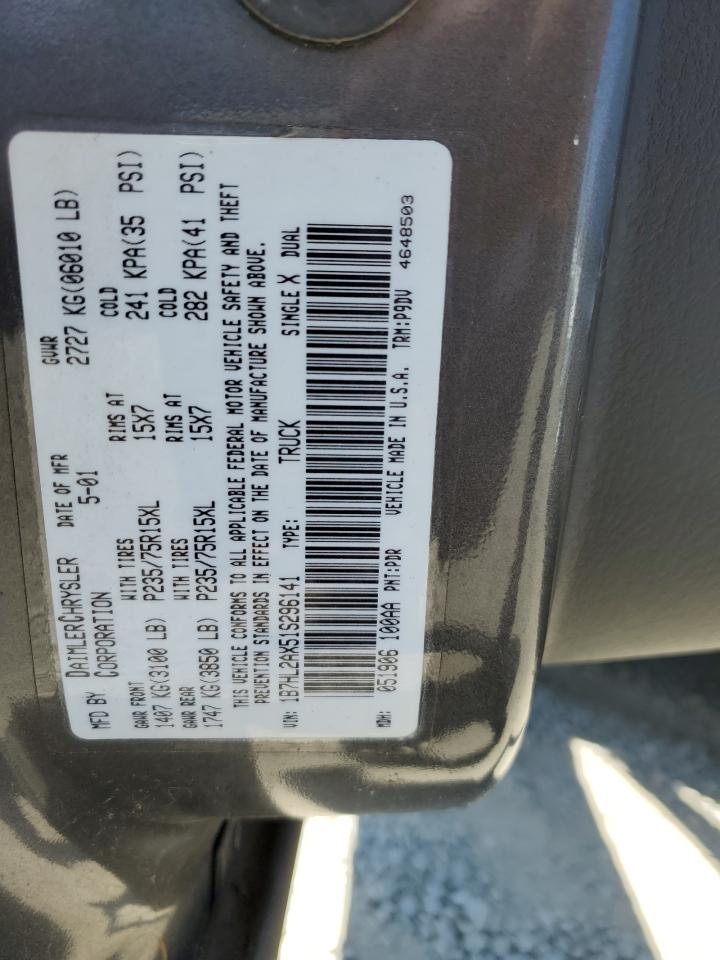 MFD BY DAIMLERCHRYSLER CORPORATION DATE OF MFR 5-01 GVWR 2727 KG(06010 LB)
GAWR FRONT WITH TIRES RIMS AT COLD
1407 KG(3100 LB) P235/75R15XL 15X7 241 KPA(35 PSI)
GAWR REAR WITH TIRES RIMS AT COLD
1747 KG(3850 LB) P235/75R15XL 15X7 282 KPA(41 PSI)
THIS VEHICLE CONFORMS TO ALL APPLICABLE FEDERAL MOTOR VEHICLE SAFETY AND THEFT
PREVENTION STANDARDS IN EFFECT ON THE DATE OF MANUFACTURE SHOWN ABOVE.
VIN: 1B7HL2AX51S296141 TYPE: TRUCK SINGLE X DUAL
MDH: 051906 100AA PNT:PDR VEHICLE MADE IN U.S.A. TRM:P9DV 4648503